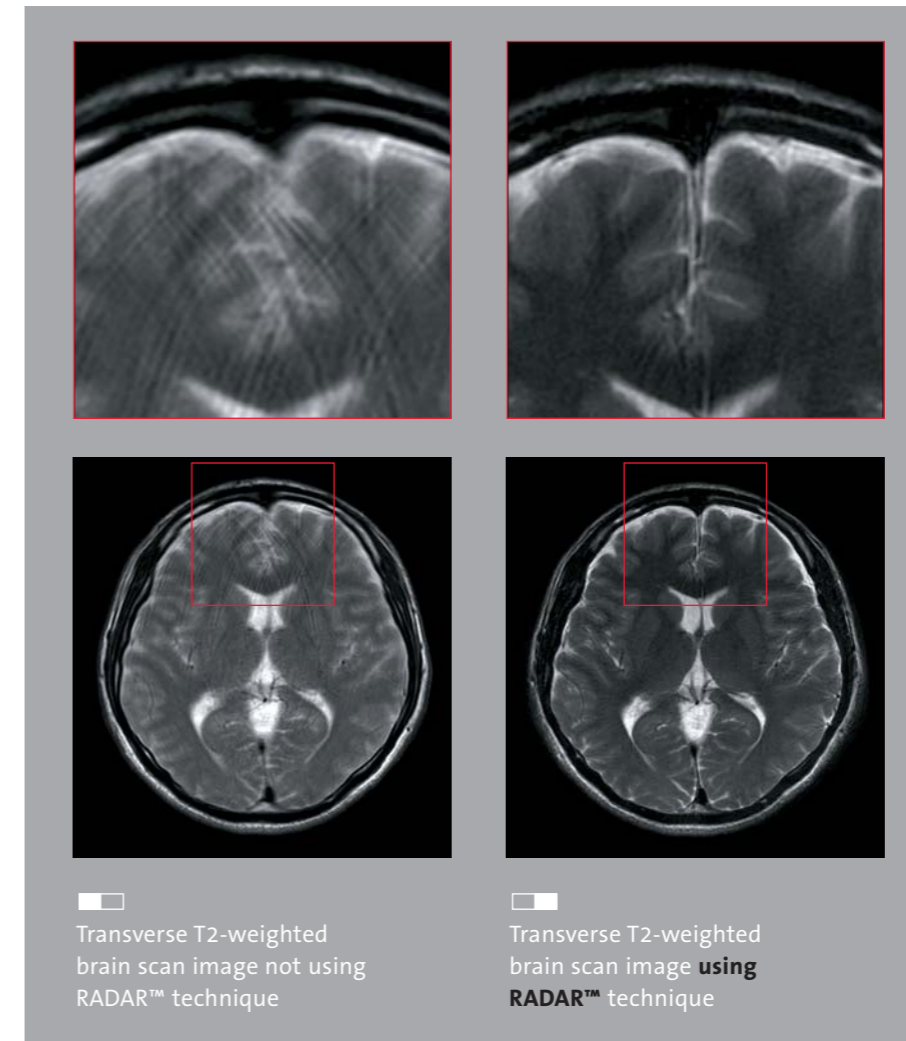 Transverse T2-weighted
brain scan image not using
RADAR™ technique
Transverse T2-weighted
brain scan image using
RADAR™ technique